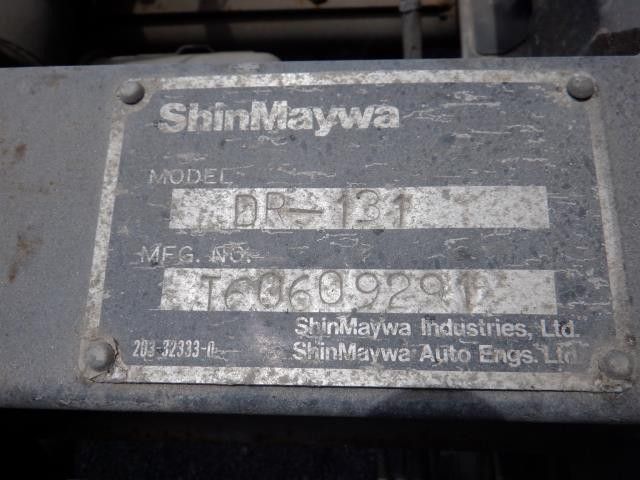 ShinMaywa
MODEL
DR-131
MFG. NO.
T60609291
ShinMaywa Industries, Ltd.
203-32333-0
ShinMaywa Auto Engs. Ltd.